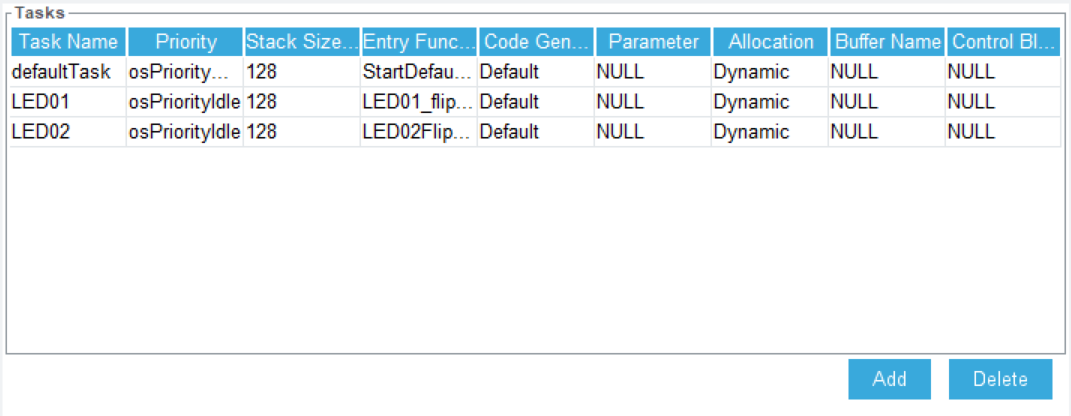 Tasks
Task Name Priority Stack Size... Entry Func... Code Gen... Parameter Allocation Buffer Name Control Bl...
defaultTask osPriority... 128 StartDefau... Default NULL Dynamic NULL NULL
LED01 osPriorityIdle 128 LED01_flip... Default NULL Dynamic NULL NULL
LED02 osPriorityIdle 128 LED02Flip... Default NULL Dynamic NULL NULL
Add Delete